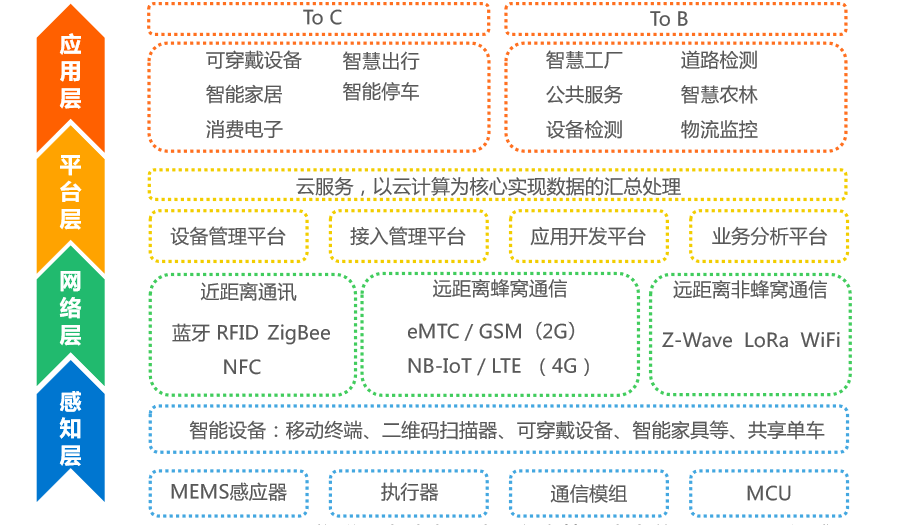 应用层
To C
To B
可穿戴设备 智慧出行
智能家居 智能停车
消费电子
智慧工厂 道路检测
公共服务 智慧农林
设备检测 物流监控
平台层
云服务，以云计算为核心实现数据的汇总处理
设备管理平台
接入管理平台
应用开发平台
业务分析平台
网络层
近距离通讯
蓝牙 RFID ZigBee
NFC
远距离蜂窝通信
eMTC / GSM（2G）
NB-IoT / LTE （ 4G ）
远距离非蜂窝通信
Z-Wave LoRa WiFi
感知层
智能设备：移动终端、二维码扫描器、可穿戴设备、智能家具等、共享单车
MEMS感应器
执行器
通信模组
MCU